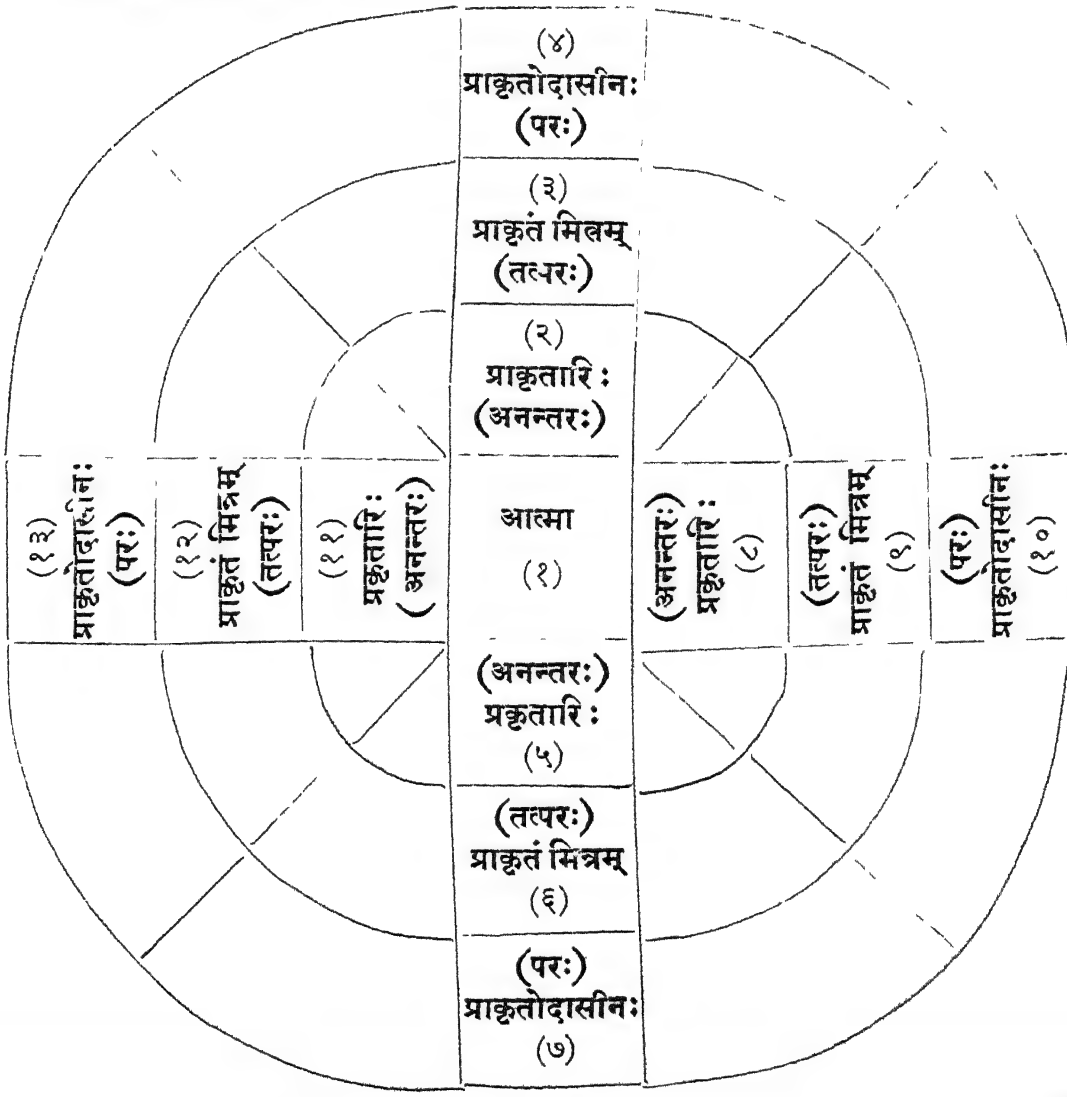 (४)
प्राकृतोदासीनः
(परः)
(३)
प्राकृतं मित्रम्
(तत्परः)
(२)
प्राकृतारिः
(अनन्तरः)
(१३)
प्राकृतोदासीनः
(परः)
(१२)
प्राकृतं मित्रम्
(तत्परः)
(११)
प्रकृतारिः
(अनन्तरः)
आत्मा
(१)
(अनन्तरः)
प्रकृतारिः
(८)
(तत्परः)
प्राकृतं मित्रम्
(९)
(परः)
प्राकृतोदासीनः
(१०)
(अनन्तरः)
प्रकृतारिः
(५)
(तत्परः)
प्राकृतं मित्रम्
(६)
(परः)
प्राकृतोदासीनः
(७)